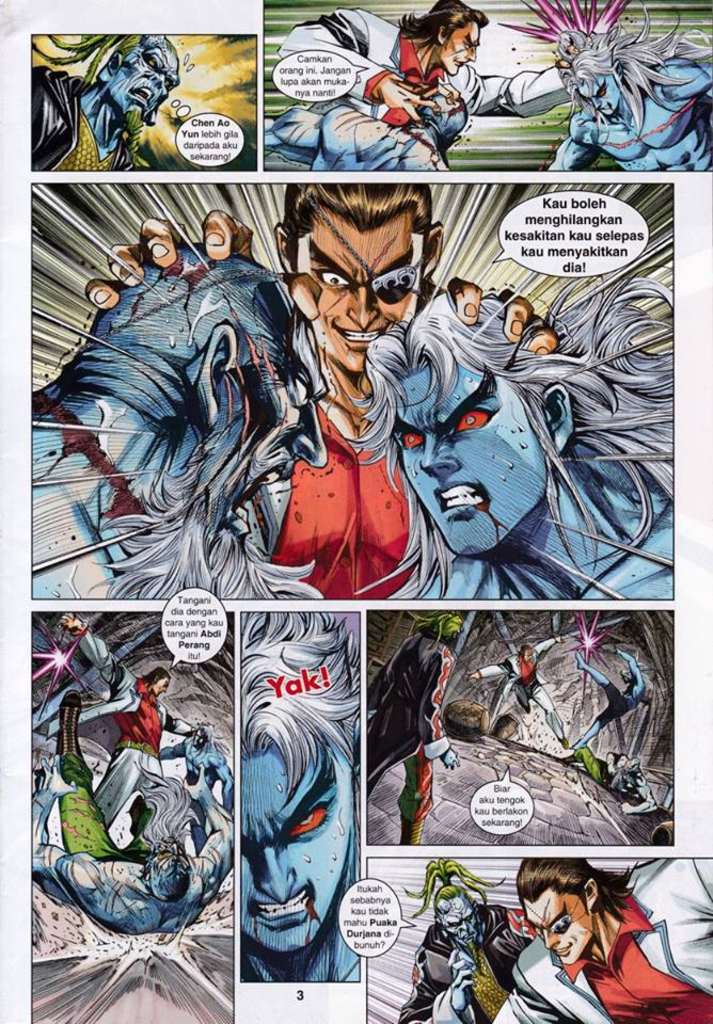 Chen Ao
Yun lebih gila
daripada aku
sekarang!
Camkan
orang ini. Jangan
lupa akan muka-
nya nanti!
Kau boleh
menghilangkan
kesakitan kau selepas
kau menyakitkan
dia!
Tangani
dia dengan
cara yang kau
tangani Abdi
Perang
itu!
Yak!
Biar
aku tengok
kau berlakon
sekarang!
Itukah
sebabnya
kau tidak
mahu Puaka
Durjana di-
bunuh?
3